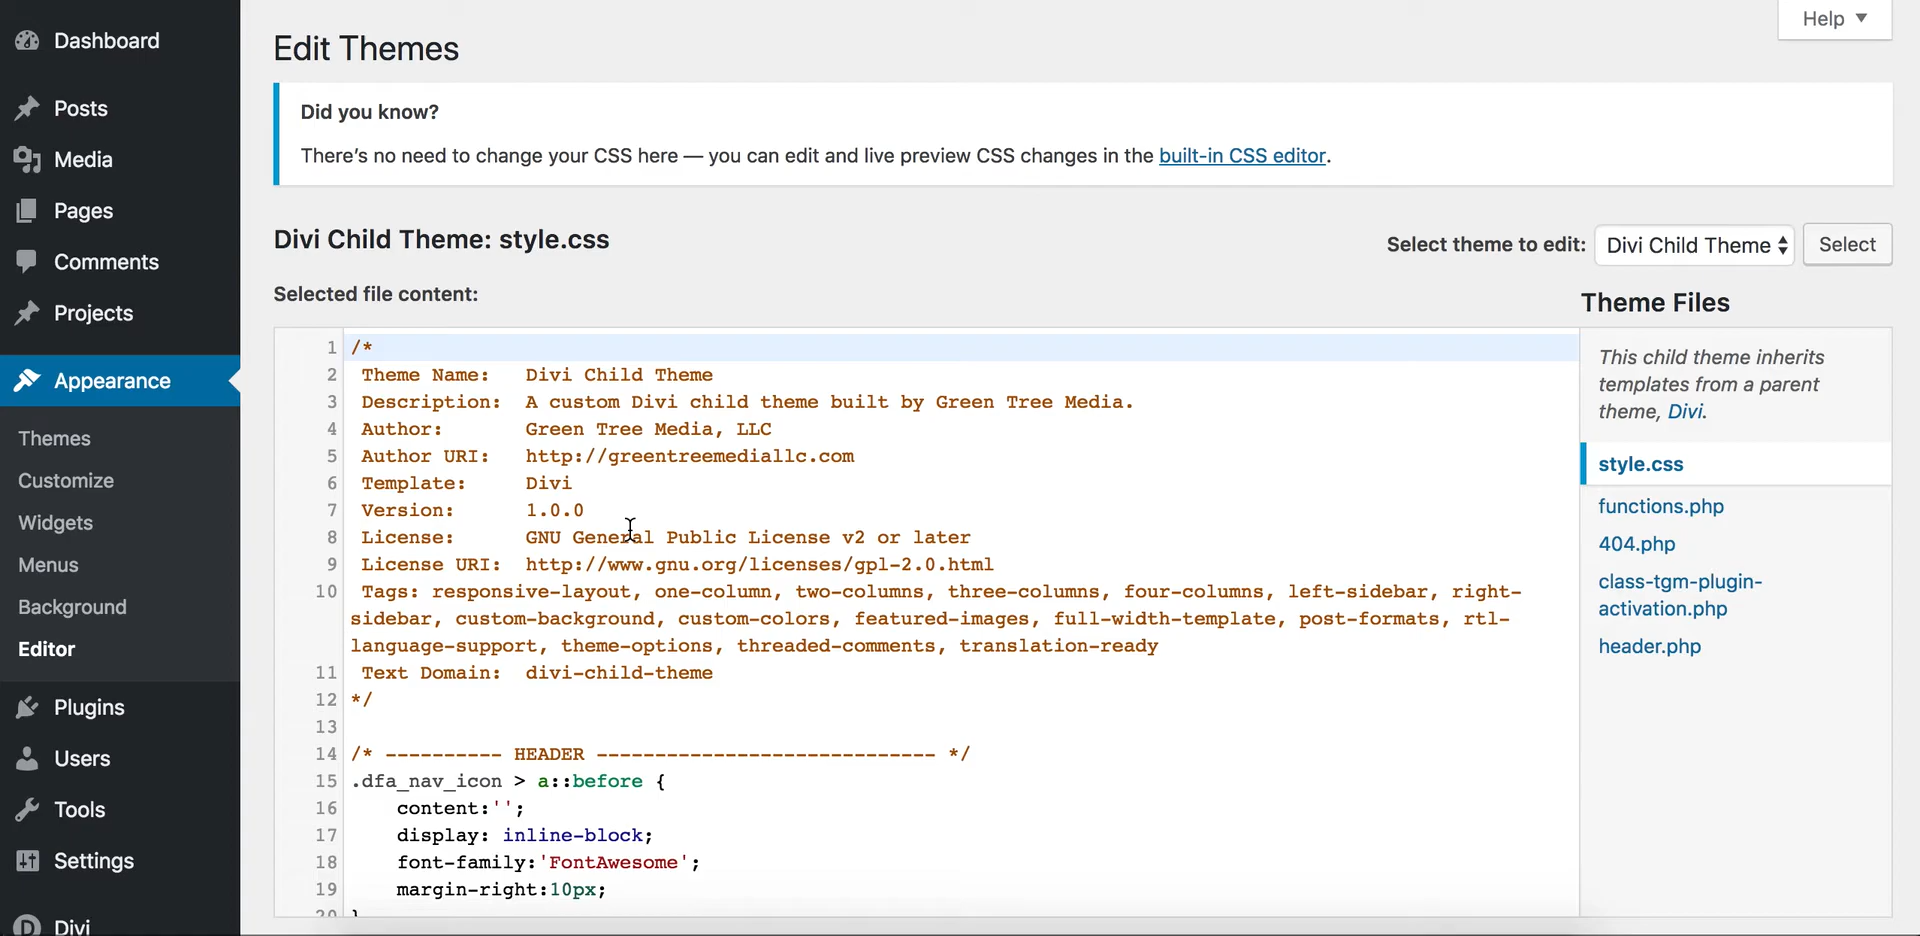 Dashboard
Posts
Media
Pages
Comments
Projects
Appearance
Themes
Customize
Widgets
Menus
Background
Editor
Plugins
Users
Tools
Settings
Divi
Help ▼
Edit Themes
Did you know?
There’s no need to change your CSS here — you can edit and live preview CSS changes in the built-in CSS editor.
Divi Child Theme: style.css
Select theme to edit: Divi Child Theme Select
Selected file content:
1 /*
2 Theme Name: Divi Child Theme
3 Description: A custom Divi child theme built by Green Tree Media.
4 Author: Green Tree Media, LLC
5 Author URI: http://greentreemediallc.com
6 Template: Divi
7 Version: 1.0.0
8 License: GNU General Public License v2 or later
9 License URI: http://www.gnu.org/licenses/gpl-2.0.html
10 Tags: responsive-layout, one-column, two-columns, three-columns, four-columns, left-sidebar, right-
sidebar, custom-background, custom-colors, featured-images, full-width-template, post-formats, rtl-
language-support, theme-options, threaded-comments, translation-ready
11 Text Domain: divi-child-theme
12 */
13
14 /* ---------- HEADER ----------------------------- */
15 .dfa_nav_icon > a::before {
16 content:'';
17 display: inline-block;
18 font-family:'FontAwesome';
19 margin-right:10px;
20 }
Theme Files
This child theme inherits
templates from a parent
theme, Divi.
style.css
functions.php
404.php
class-tgm-plugin-
activation.php
header.php